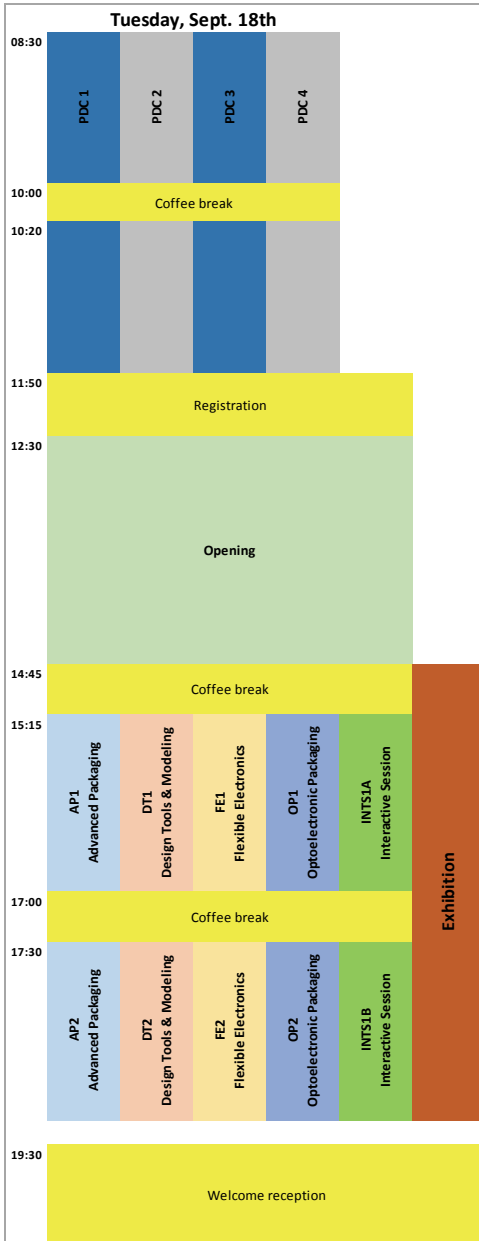 Tuesday, Sept. 18th
08:30
PDC 1
PDC 2
PDC 3
PDC 4
10:00
Coffee break
10:20
11:50
Registration
12:30
Opening
14:45
Coffee break
15:15
AP1
Advanced Packaging
DT1
Design Tools & Modeling
FE1
Flexible Electronics
OP1
Optoelectronic Packaging
INTS1A
Interactive Session
Exhibition
17:00
Coffee break
17:30
AP2
Advanced Packaging
DT2
Design Tools & Modeling
FE2
Flexible Electronics
OP2
Optoelectronic Packaging
INTS1B
Interactive Session
19:30
Welcome reception